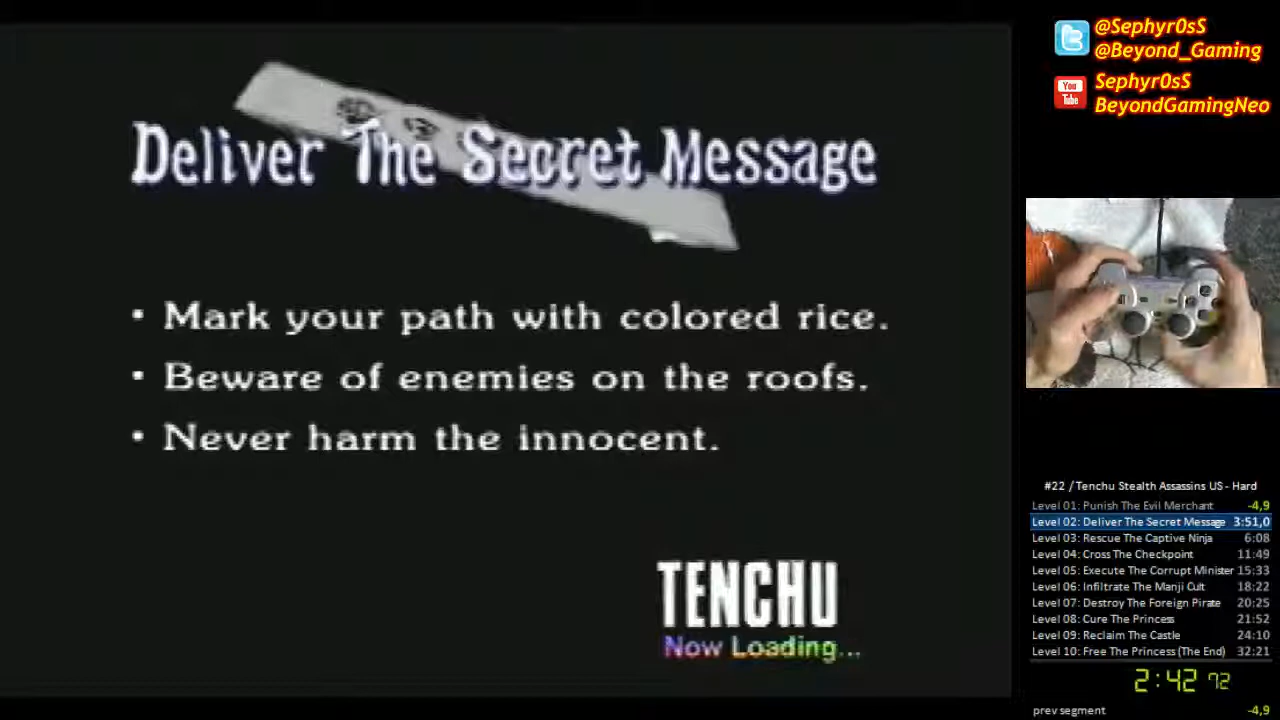 @Sephyr0sS
@Beyond_Gaming
You
Tube
Sephyr0sS
BeyondGamingNeo
Deliver The Secret Message
• Mark your path with colored rice.
• Beware of enemies on the roofs.
• Never harm the innocent.
TENCHU
Now Loading...
#22 / Tenchu Stealth Assassins US - Hard
Level 01: Punish The Evil Merchant -4,9
Level 02: Deliver The Secret Message 3:51,0
Level 03: Rescue The Captive Ninja 6:08
Level 04: Cross The Checkpoint 11:49
Level 05: Execute The Corrupt Minister 15:33
Level 06: Infiltrate The Manji Cult 18:22
Level 07: Destroy The Foreign Pirate 20:25
Level 08: Cure The Princess 21:52
Level 09: Reclaim The Castle 24:10
Level 10: Free The Princess (The End) 32:21
2:42 72
prev segment -4,9